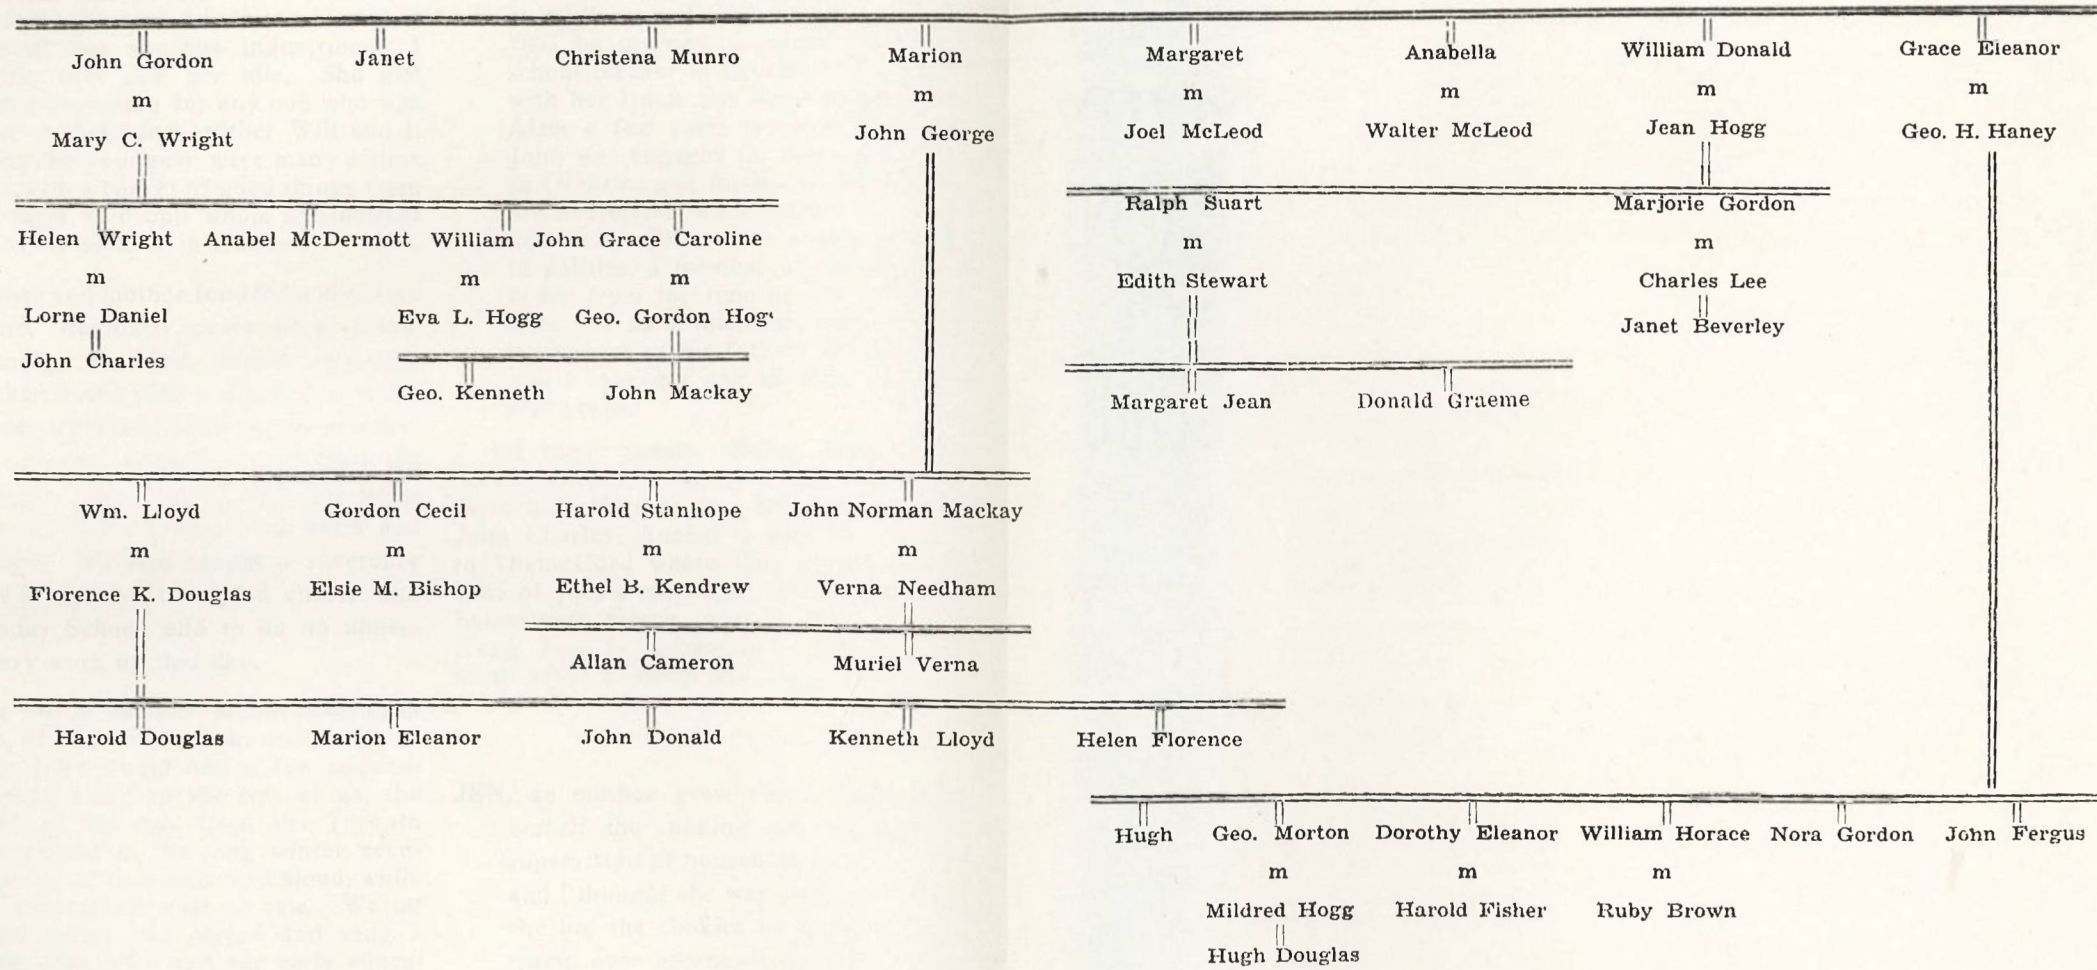 John Gordon Janet Christena Munro Marion Margaret Anabella William Donald Grace Eleanor
m m m m m m
Mary C. Wright John George Joel McLeod Walter McLeod Jean Hogg Geo. H. Haney
Ralph Suart Marjorie Gordon
Helen Wright Anabel McDermott William John Grace Caroline
m m m m m
Lorne Daniel Eva L. Hogg Geo. Gordon Hog Edith Stewart Charles Lee
John Charles Janet Beverley
Geo. Kenneth John Mackay Margaret Jean Donald Graeme
Wm. Lloyd Gordon Cecil Harold Stanhope John Norman Mackay
m m m m
Florence K. Douglas Elsie M. Bishop Ethel B. Kendrew Verna Needham
Allan Cameron Muriel Verna
Harold Douglas Marion Eleanor John Donald Kenneth Lloyd Helen Florence
Hugh Geo. Morton Dorothy Eleanor William Horace Nora Gordon John Fergus
m m m
Mildred Hogg Harold Fisher Ruby Brown
Hugh Douglas